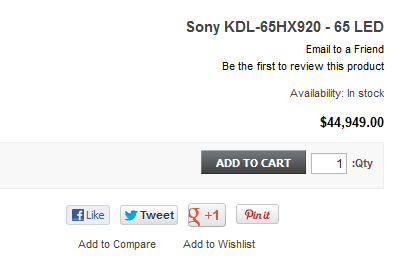 Sony KDL-65HX920 - 65 LED
Email to a Friend
Be the first to review this product
Availability: In stock
$44,949.00
ADD TO CART 1 :Qty
Like Tweet g +1 Pin it
Add to Compare Add to Wishlist